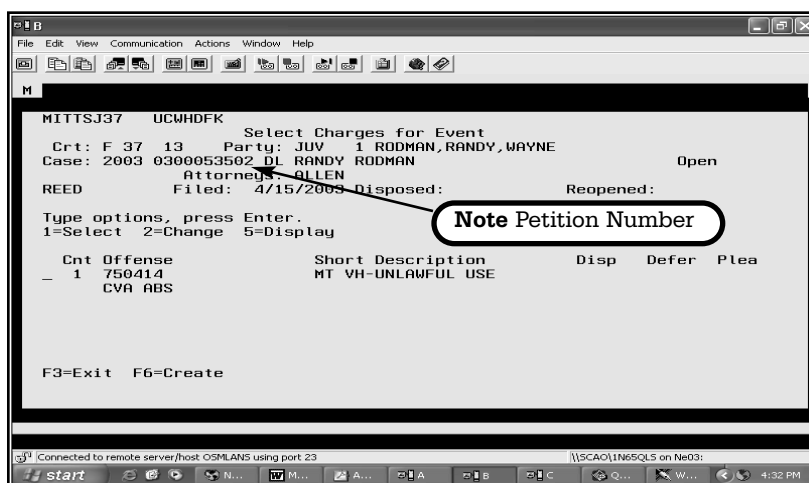 B
File Edit View Communication Actions Window Help
M
MITTSJ37 UCWHDFK
Select Charges for Event
Crt: F 37 13 Party: JUV 1 RODMAN,RANDY,WAYNE
Case: 2003 0300053502 DL RANDY RODMAN Open
Attorneys: ALLEN
REED Filed: 4/15/2003 Disposed: Reopened:
Note Petition Number
Type options, press Enter.
1=Select 2=Change 5=Display
Cnt Offense Short Description Disp Defer Plea
_ 1 750414 MT VH-UNLAWFUL USE
CVA ABS
F3=Exit F6=Create
Connected to remote server/host OSMLANS using port 23 \\SCAO\1N65QLS on Ne03:
start N... M... A... A B C Q... W... 4:32 PM